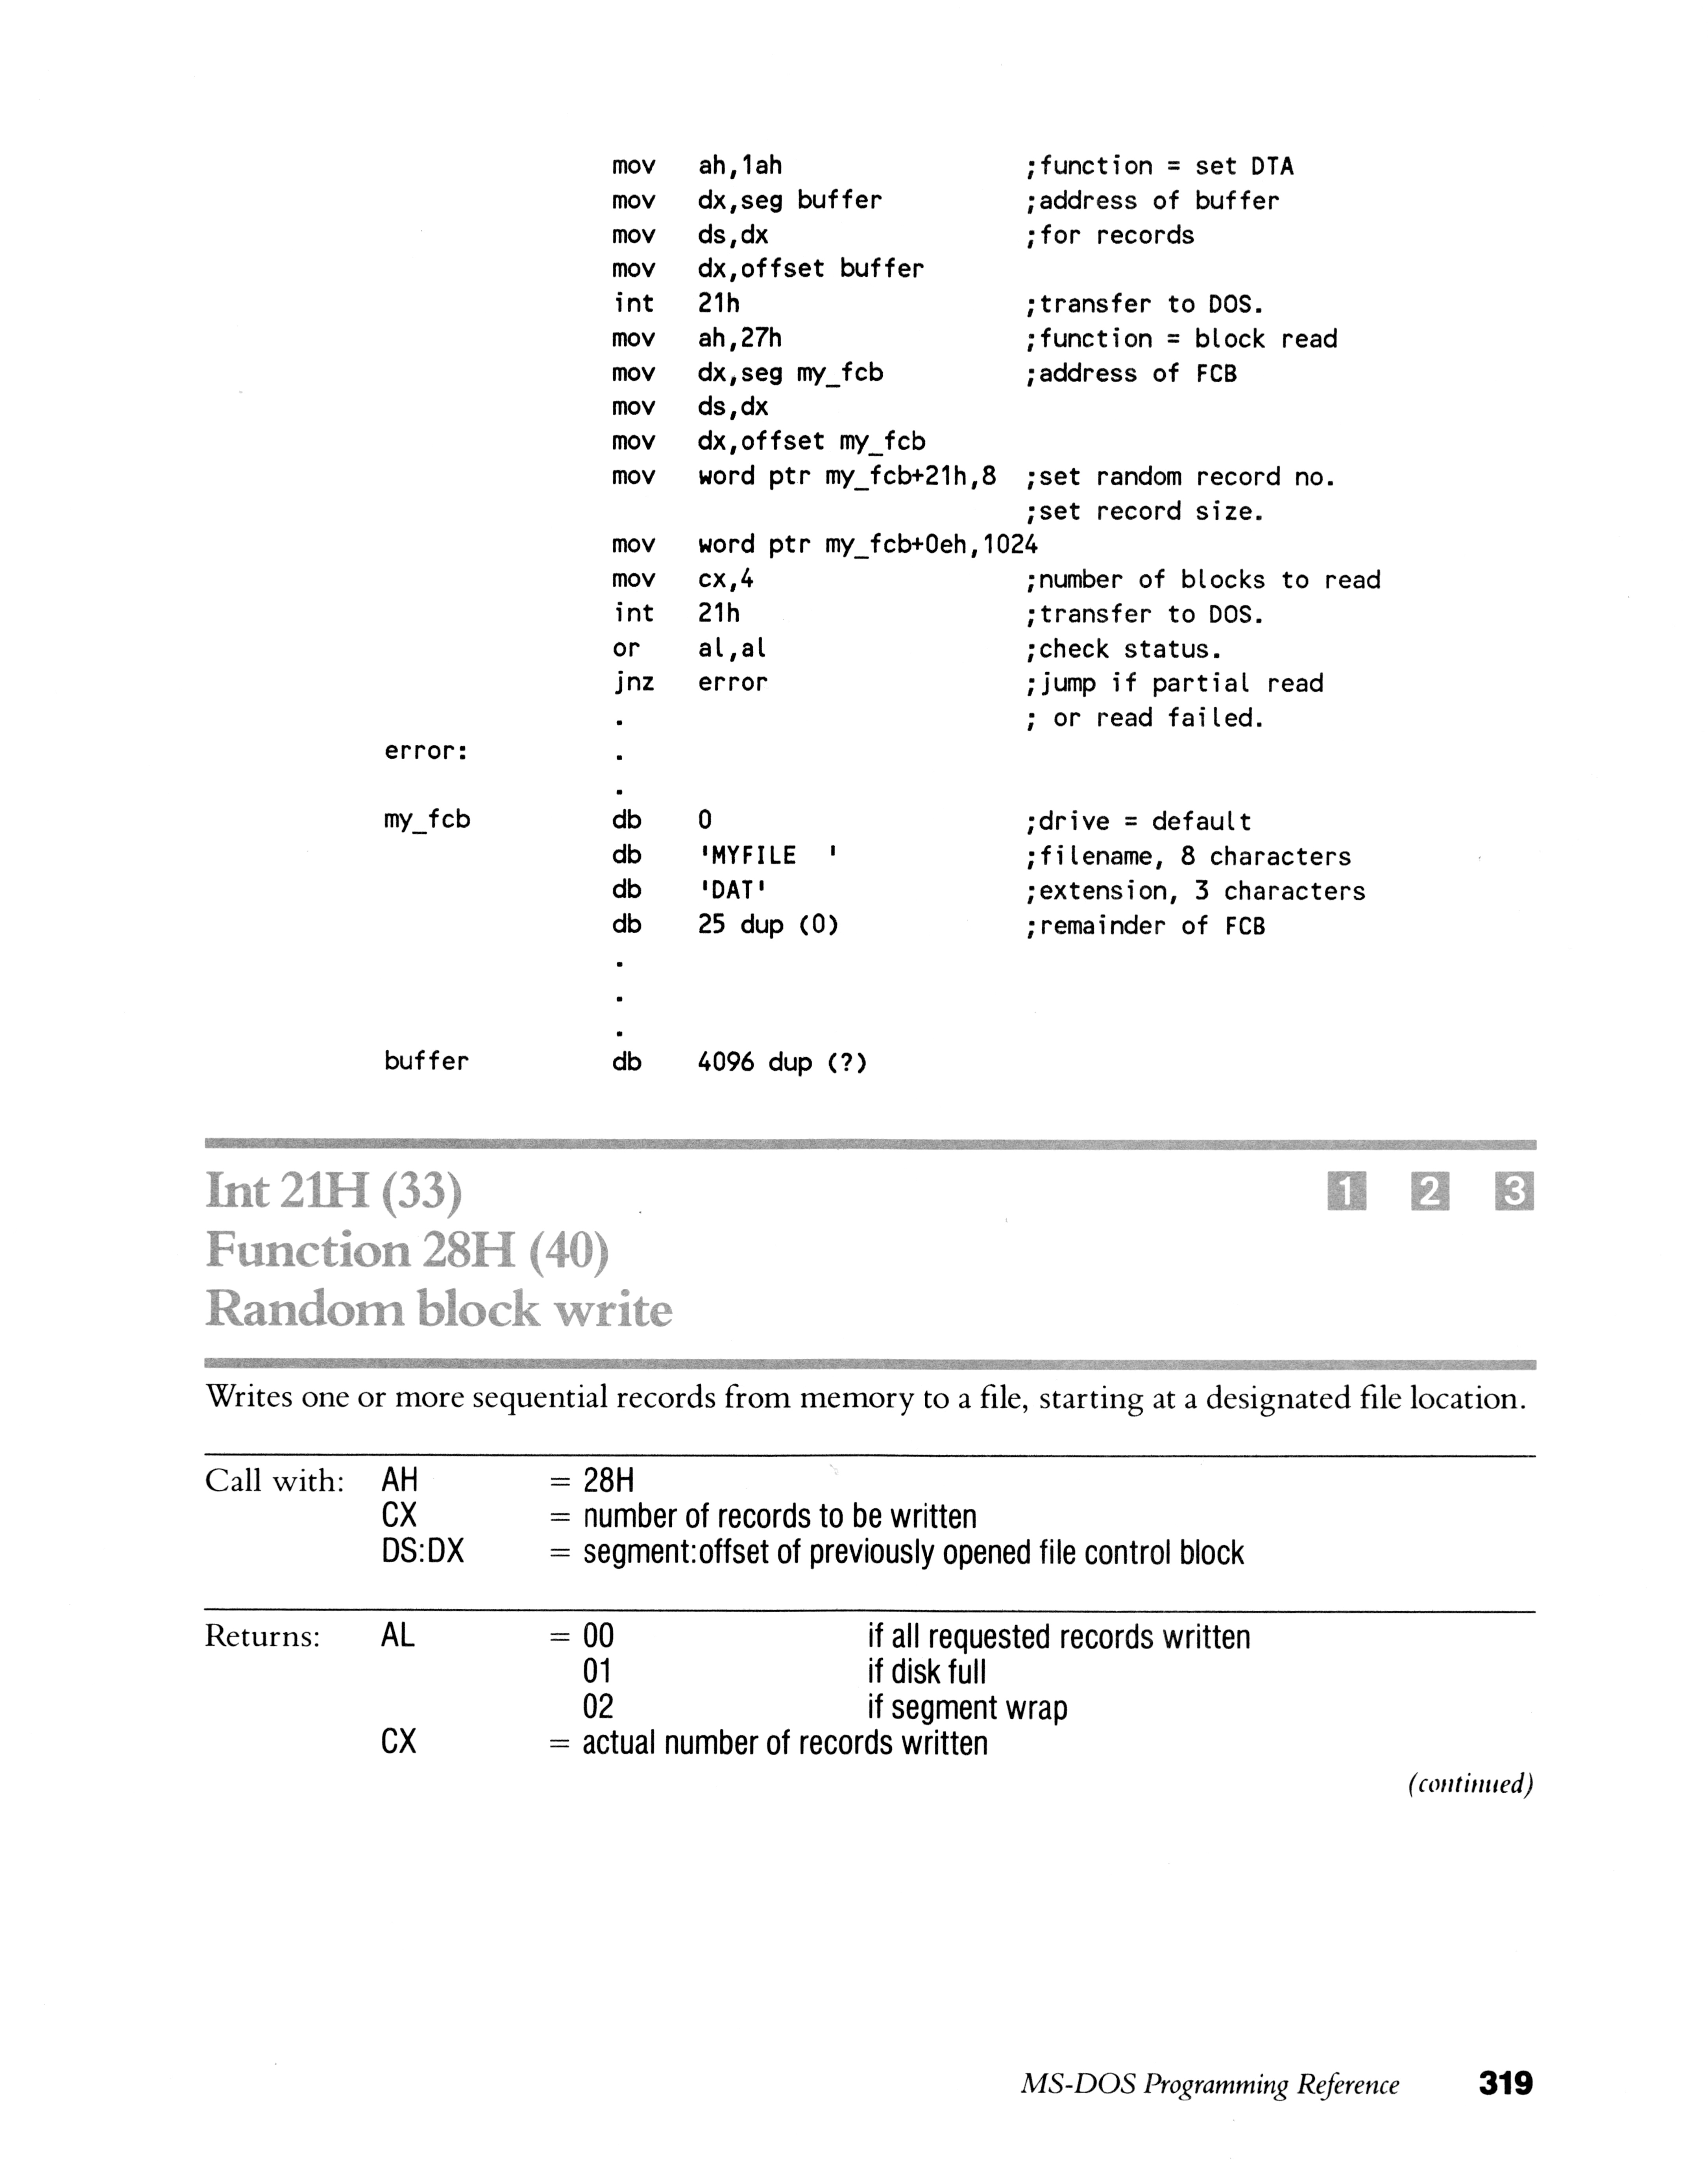 mov ah,1ah ;function = set DTA
mov dx,seg buffer ;address of buffer
mov ds,dx ;for records
mov dx,offset buffer
int 21h ;transfer to DOS.
mov ah,27h ;function = block read
mov dx,seg my_fcb ;address of FCB
mov ds,dx
mov dx,offset my_fcb
mov word ptr my_fcb+21h,8 ;set random record no.
;set record size.
mov word ptr my_fcb+0eh,1024
mov cx,4 ;number of blocks to read
int 21h ;transfer to DOS.
or al,al ;check status.
jnz error ;jump if partial read
. ; or read failed.
error: .
.
my_fcb db 0 ;drive = default
db 'MYFILE  ' ;filename, 8 characters
db 'DAT' ;extension, 3 characters
db 25 dup (0) ;remainder of FCB
.
.
.
buffer db 4096 dup (?)
Int 21H (33) 1 2 3
Function 28H (40)
Random block write
Writes one or more sequential records from memory to a file, starting at a designated file location.
Call with: AH = 28H
CX = number of records to be written
DS:DX = segment:offset of previously opened file control block
Returns: AL = 00 if all requested records written
01 if disk full
02 if segment wrap
CX = actual number of records written
(continued)
MS-DOS Programming Reference 319